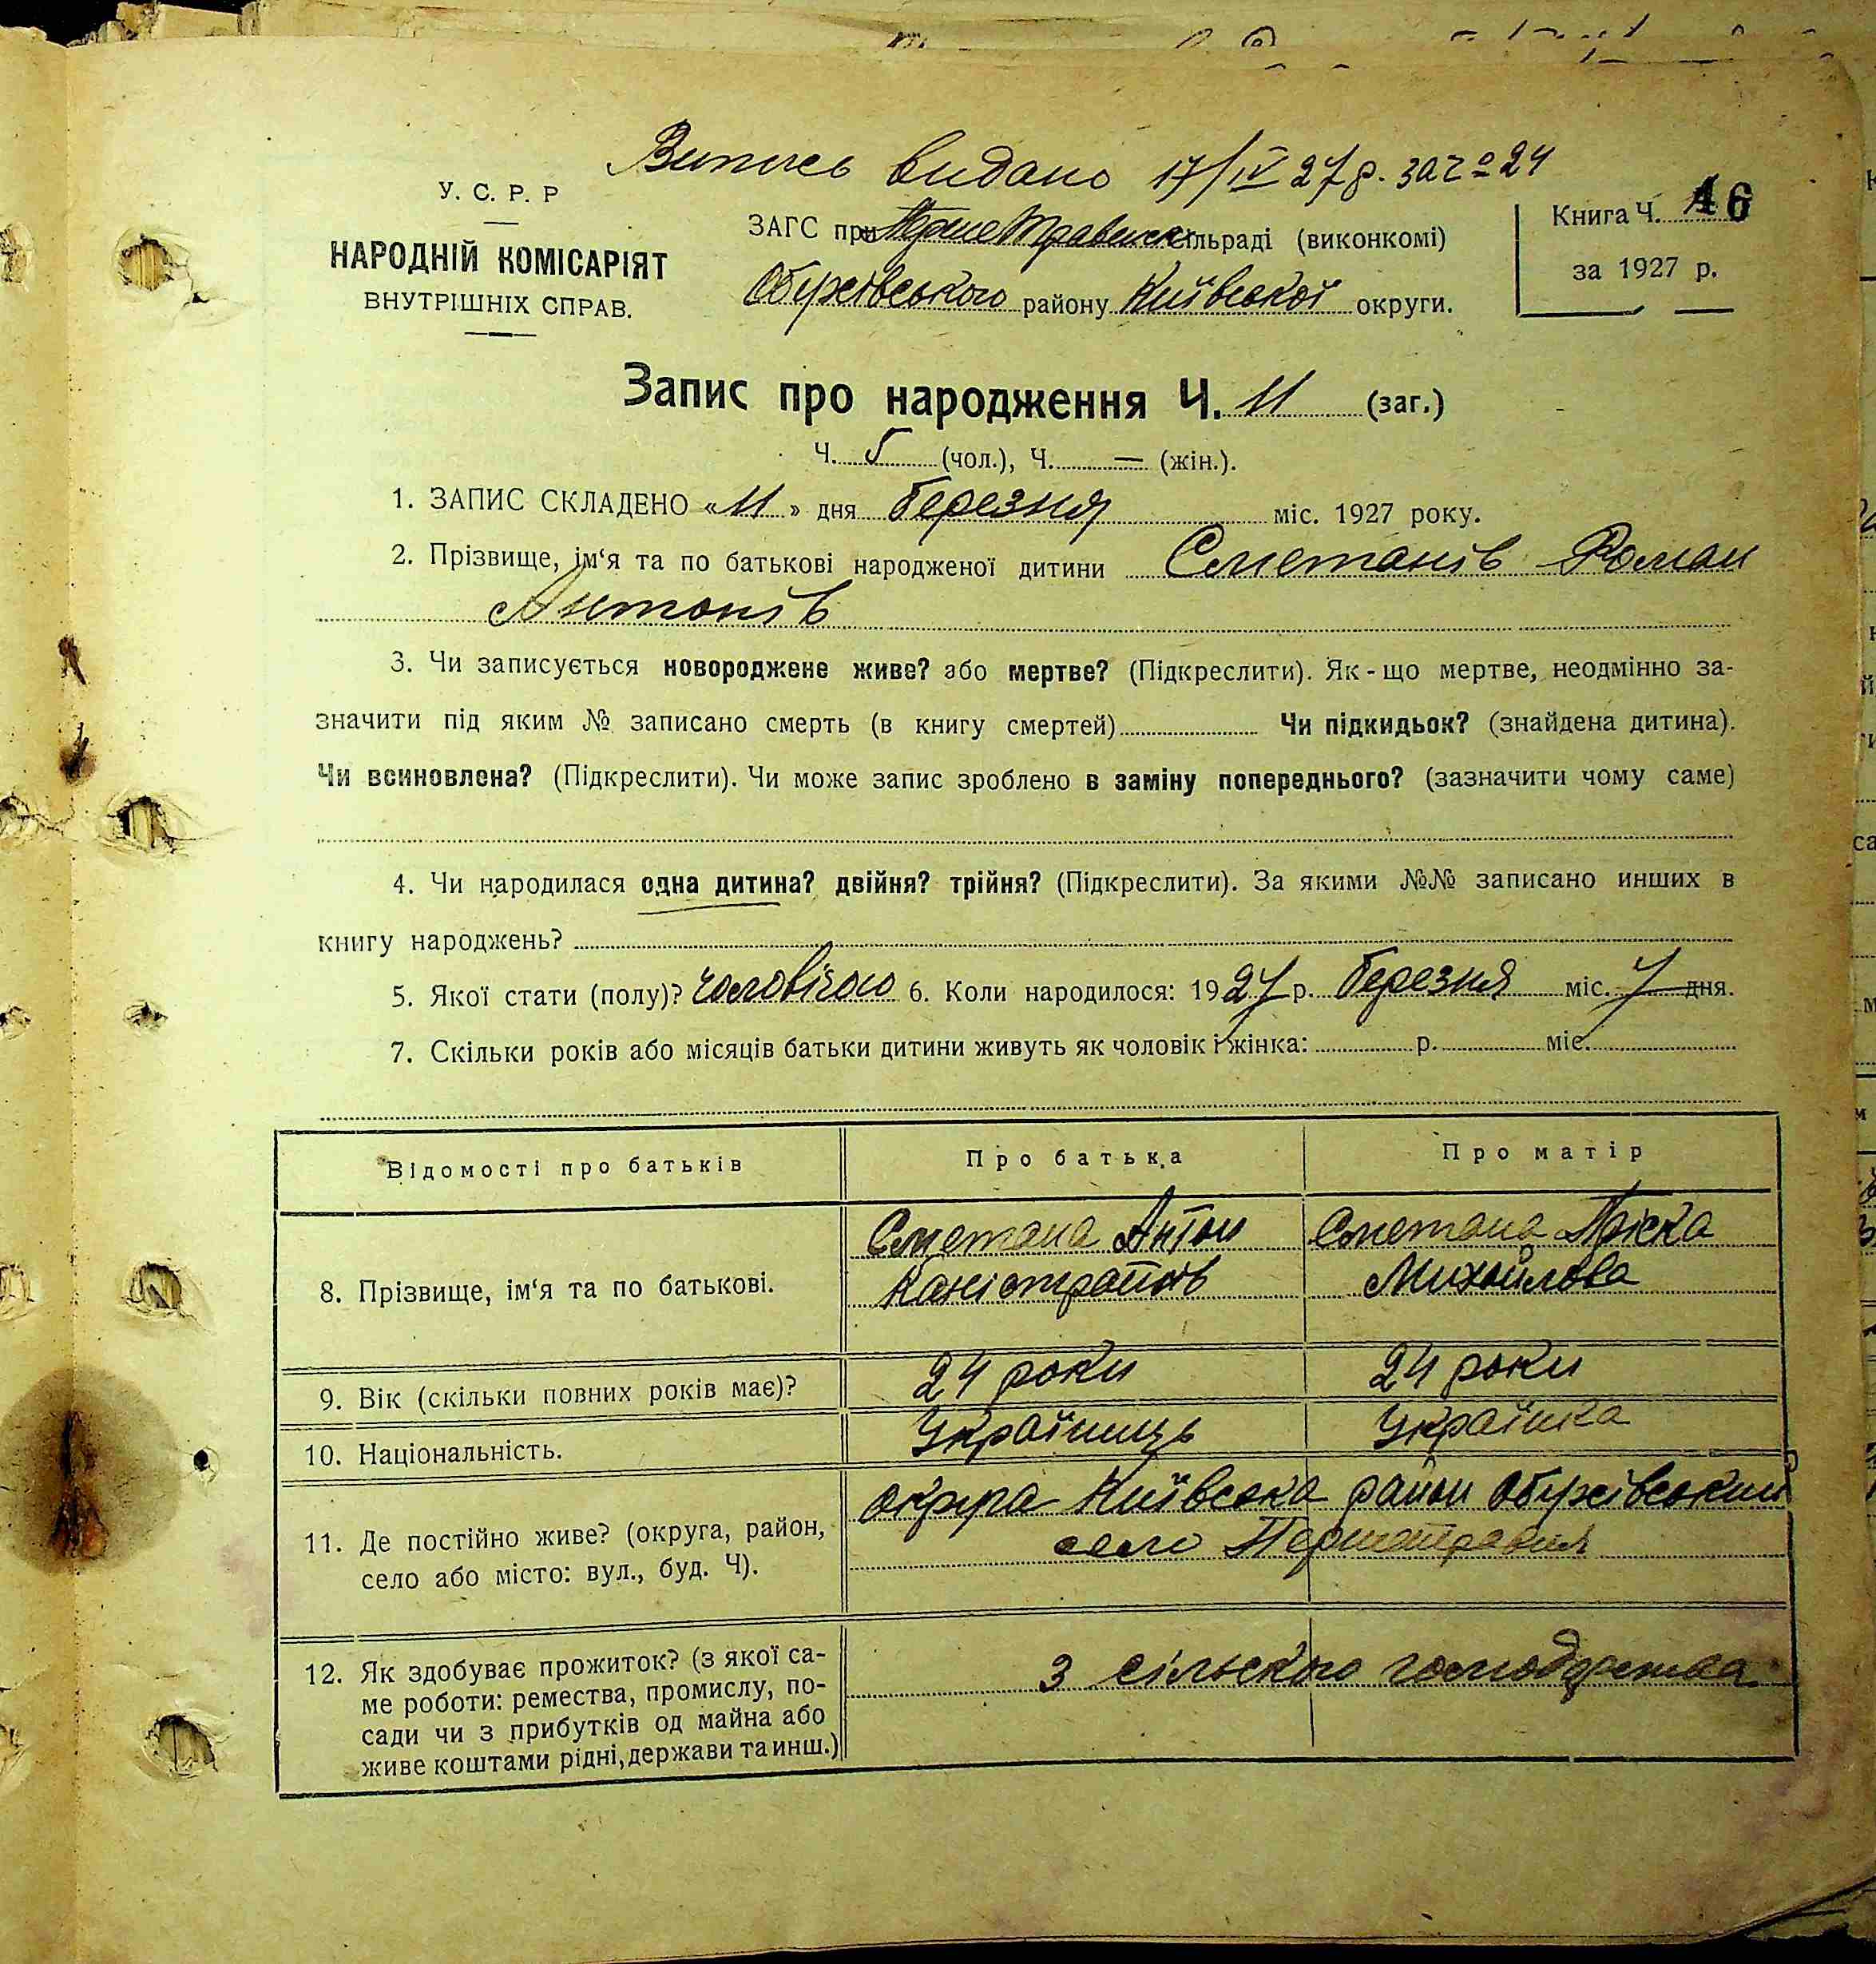 Випись видано 17/IV 27 р. за Ч 24
У. С. Р. Р
НАРОДНІЙ КОМІСАРІЯТ
ВНУТРІШНІХ СПРАВ.
ЗАГС при Першетравен. сільраді (виконкомі)
Обухівського району Київської округи.
Книга Ч. 16
за 1927 р.
Запис про народження Ч. 11 (заг.)
Ч. 5 (чол.), Ч. — (жін.).
1. ЗАПИС СКЛАДЕНО «11» дня березня міс. 1927 року.
2. Прізвище, ім‘я та по батькові народженої дитини Сметанів Роман
Антонів
3. Чи записується новороджене живе? або мертве? (Підкреслити). Як-що мертве, неодмінно за-
значити під яким № записано смерть (в книгу смертей) Чи підкидьок? (знайдена дитина).
Чи всиновлена? (Підкреслити). Чи може запис зроблено в заміну попереднього? (зазначити чому саме)
4. Чи народилася одна дитина? двійня? трійня? (Підкреслити). За якими №№ записано инших в
книгу народжень?
5. Якої стати (полу)? чоловічого 6. Коли народилося: 1927 р. березня міс. 7 дня.
7. Скільки років або місяців батьки дитини живуть як чоловік і жінка: р. міс.
Відомості про батьків Про батька Про матір
8. Прізвище, ім‘я та по батькові.
Сметана Антон
Каністратів
Сметана Пріська
Михайлова
9. Вік (скільки повних років має)? 24 роки 24 роки
10. Національність. Українець Українка
11. Де постійно живе? (округа, район,
село або місто: вул., буд. Ч).
округа Київська район Обухівський
село Першетравня
12. Як здобуває прожиток? (з якої са-
ме роботи: ремества, промислу, по-
сади чи з прибутків од майна або
живе коштами рідні, держави та инш.)
з сільського господарства